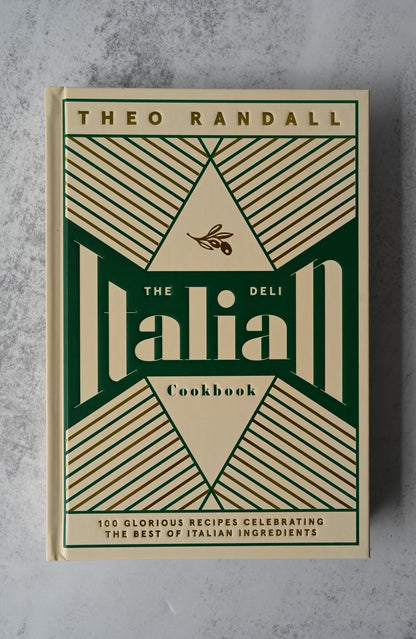 THEO RANDALL
THE DELI
Italian
Cookbook
100 GLORIOUS RECIPES CELEBRATING
THE BEST OF ITALIAN INGREDIENTS